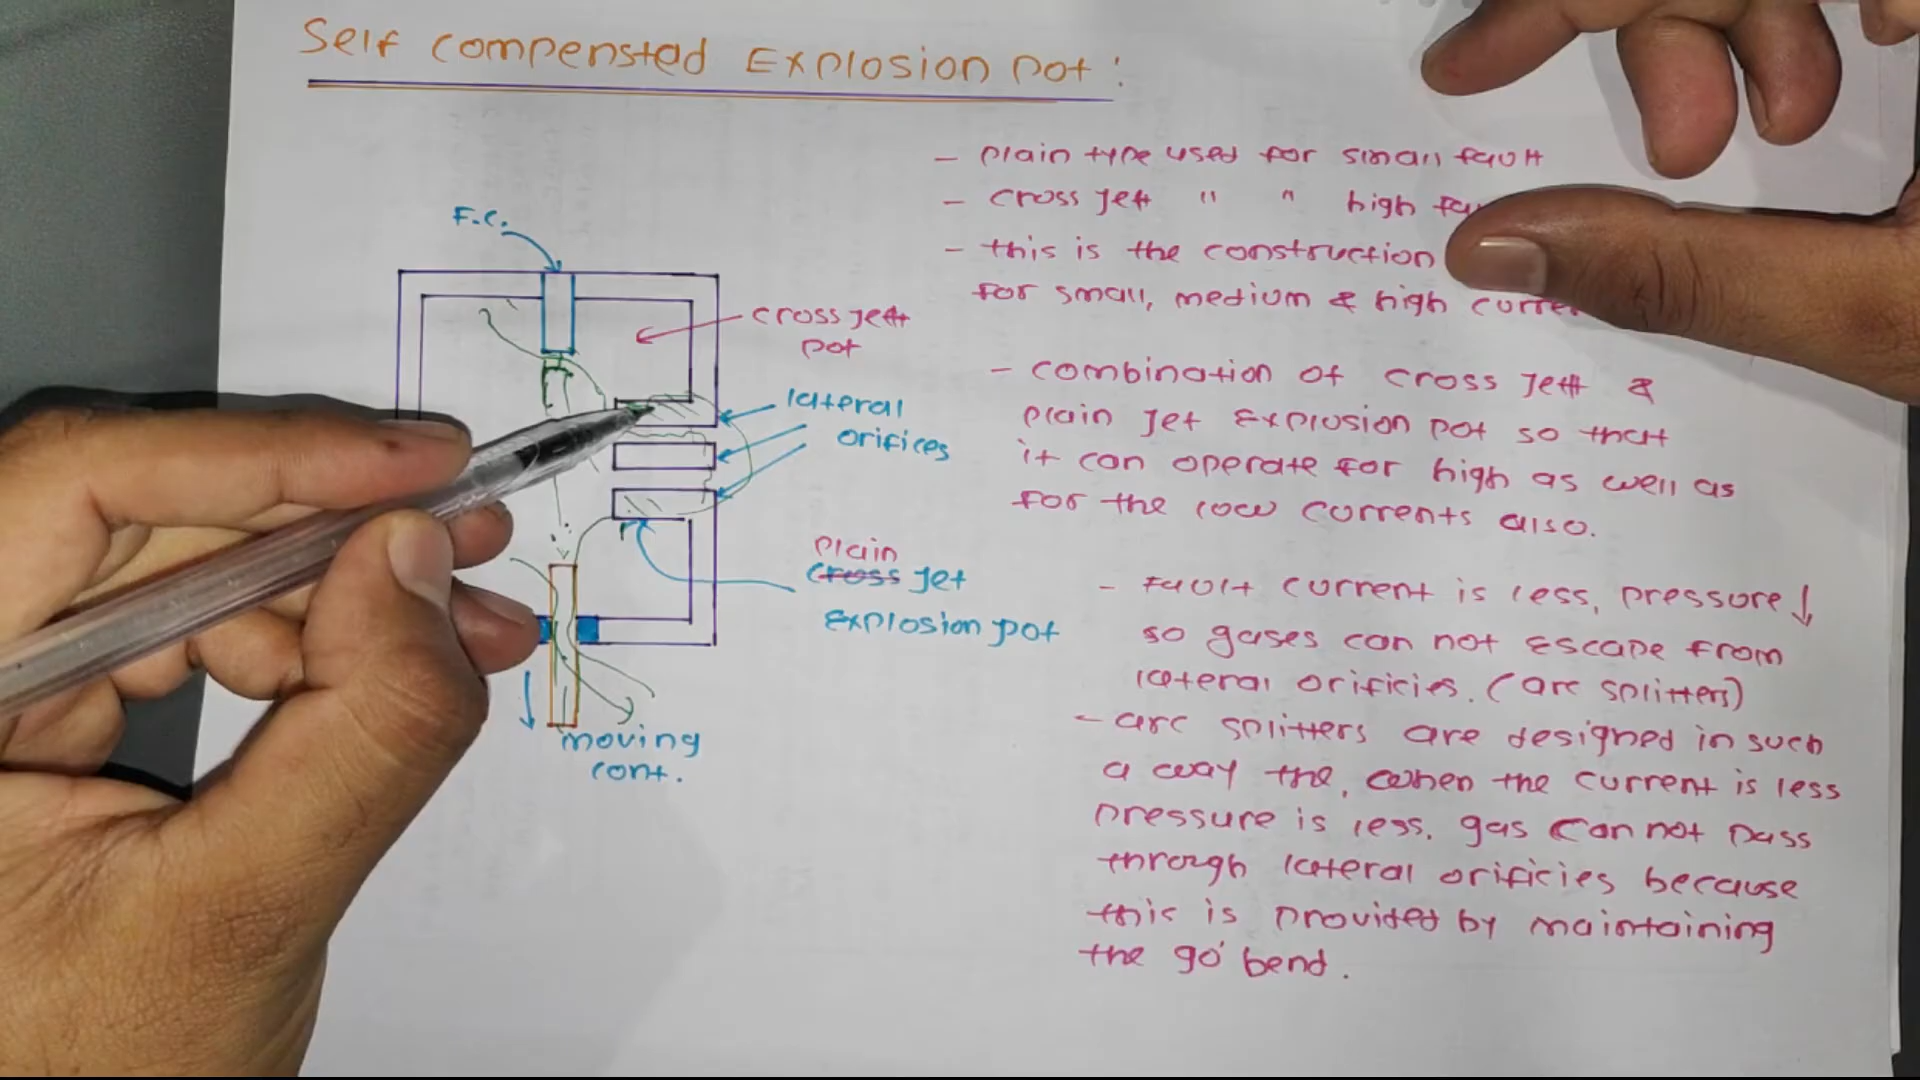 Self compensted Explosion pot:
- plain type used for small fault
- cross jett " " high
- this is the construction
for small, medium & high
- combination of cross jett &
plain jet explosion pot so that
it can operate for high as well as
for the low currents also.
- fault current is less, pressure ↓
so gases can not escape from
lateral orificies. (arc splitters)
- arc splitters are designed in such
a way the, when the current is less
pressure is less. gas can not pass
through lateral orificies because
this is provided by maintaining
the 90° bend.
F.C.
cross jett
pot
lateral
orifices
plain
cross jet
explosion pot
moving
cont.